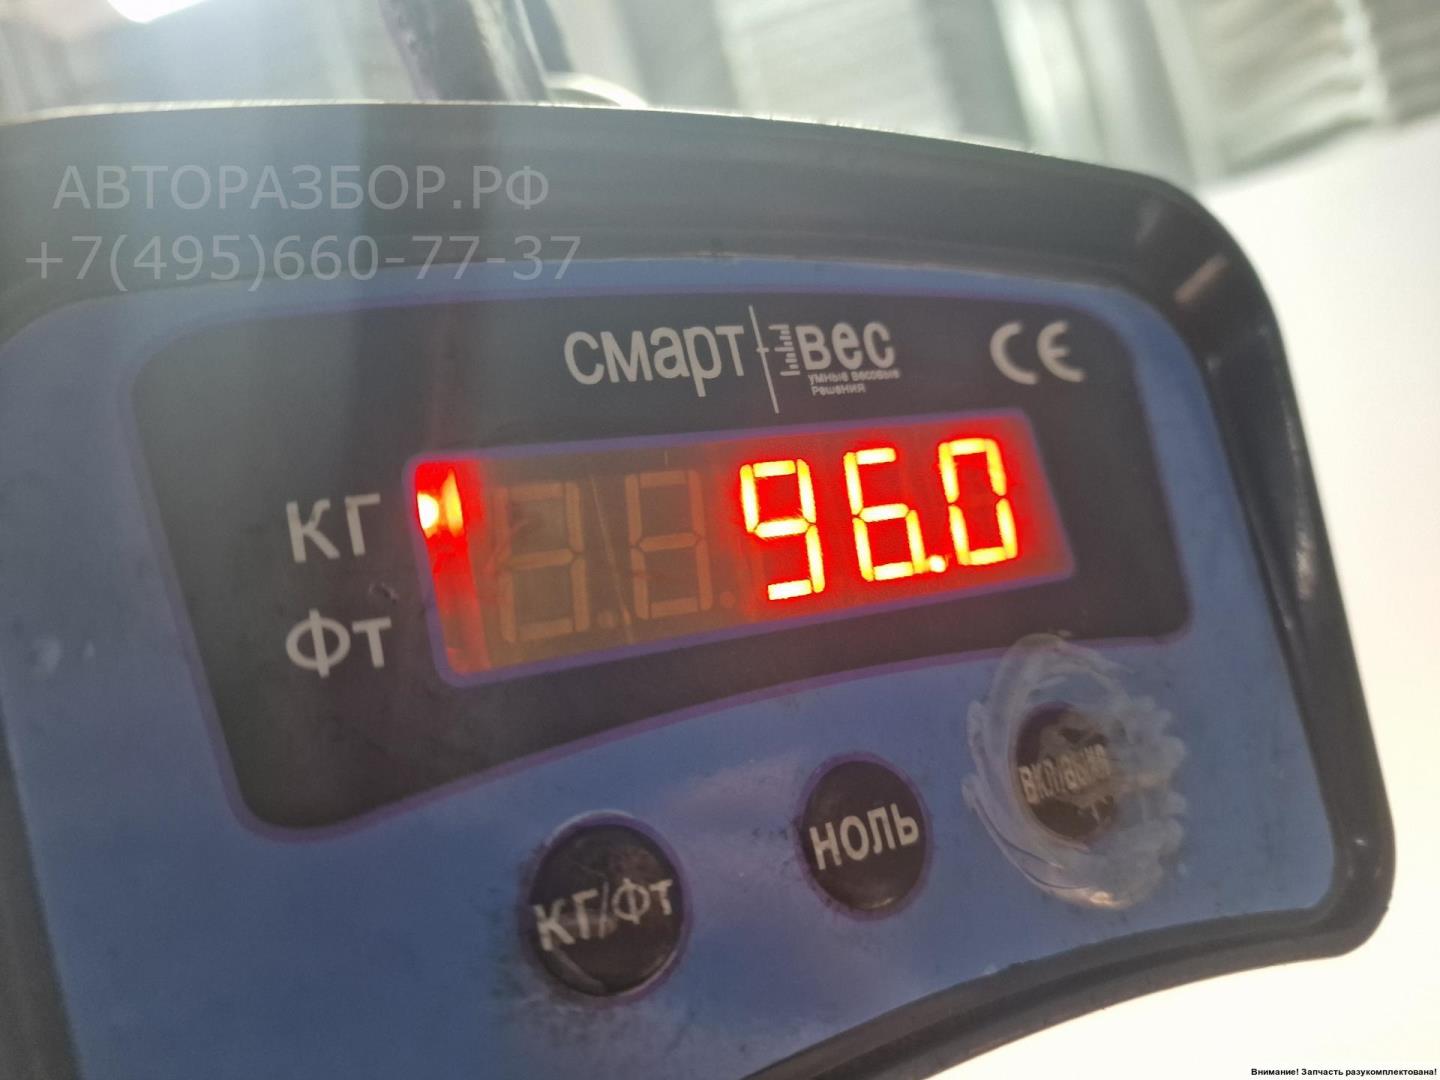 АВТОРАЗБОР.РФ
+7(495)660-77-37
смарт вес
умные весовые
решения
CE
КГ
96.0
Фт
КГ/Фт
НОЛЬ
ВКЛ/ВЫКЛ
Внимание! Запчасть разукомплектована!